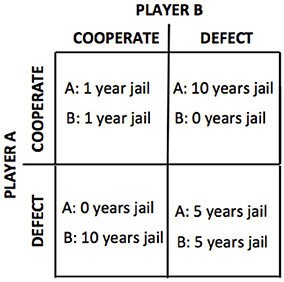 PLAYER B
COOPERATE
DEFECT
PLAYER A
COOPERATE
A: 1 year jail
B: 1 year jail
A: 10 years jail
B: 0 years jail
DEFECT
A: 0 years jail
B: 10 years jail
A: 5 years jail
B: 5 years jail